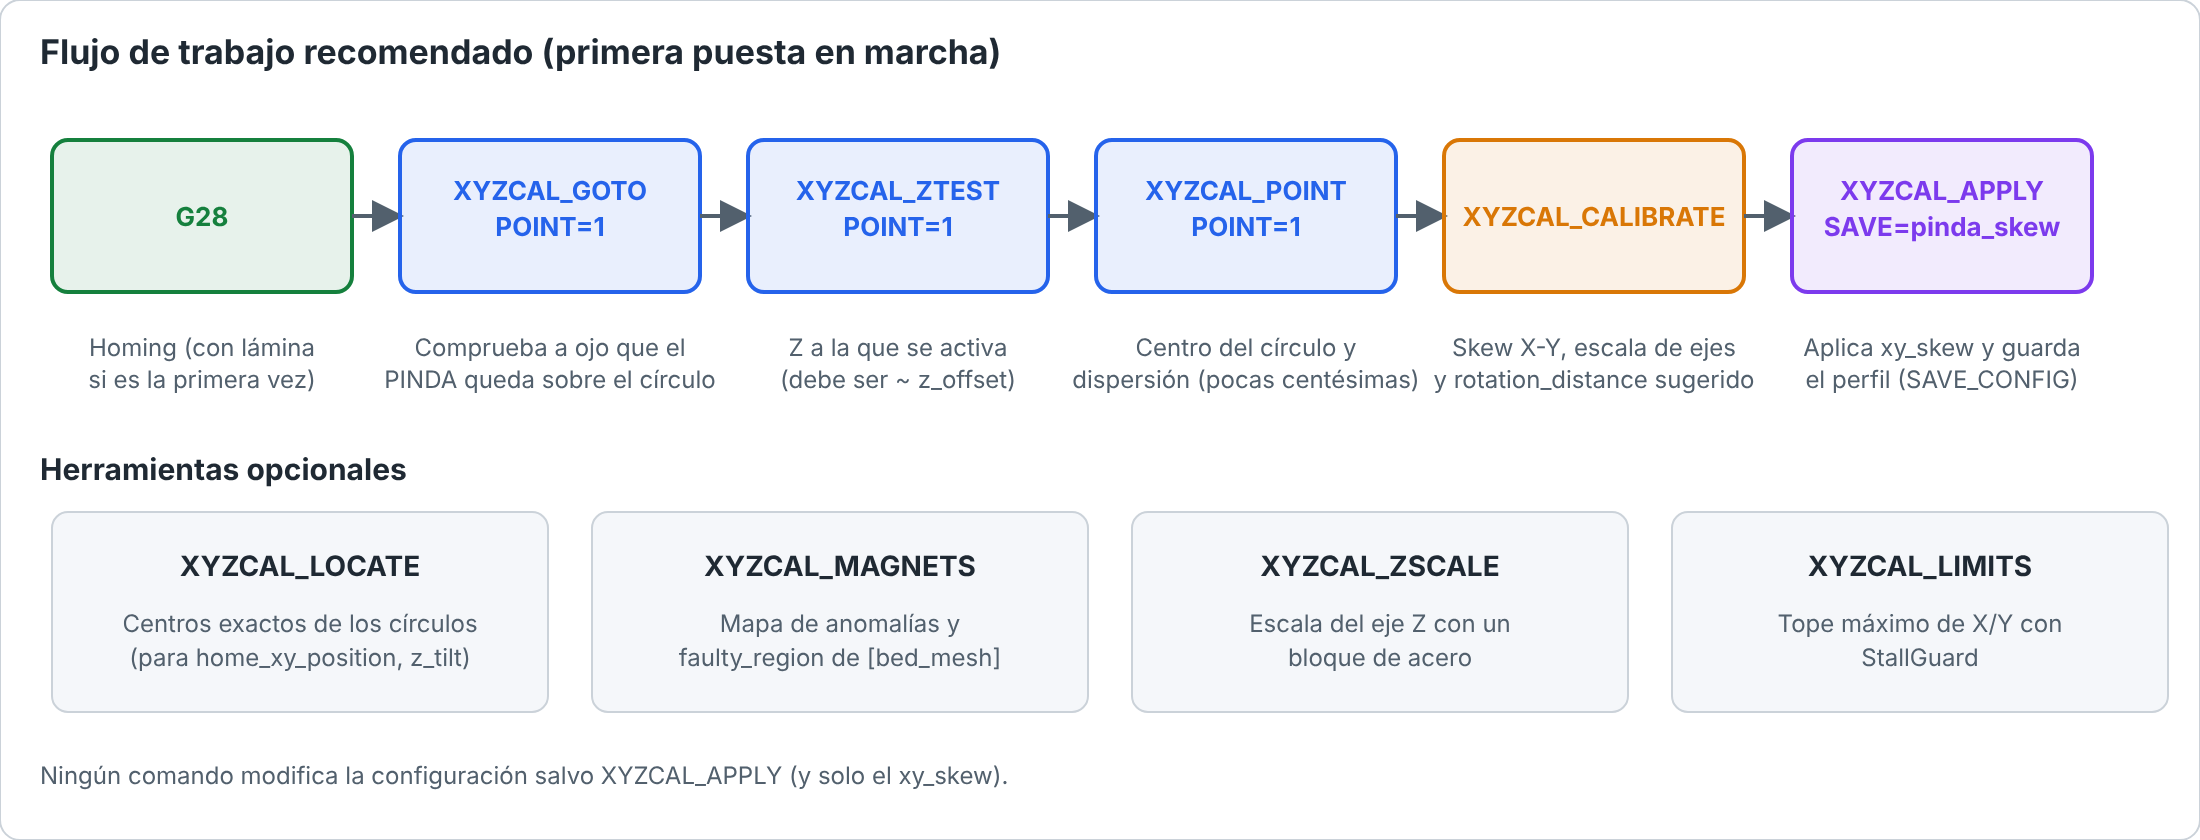 Flujo de trabajo recomendado (primera puesta en marcha)
G28
Homing (con lámina
si es la primera vez)
XYZCAL_GOTO
POINT=1
Comprueba a ojo que el
PINDA queda sobre el círculo
XYZCAL_ZTEST
POINT=1
Z a la que se activa
(debe ser ~ z_offset)
XYZCAL_POINT
POINT=1
Centro del círculo y
dispersión (pocas centésimas)
XYZCAL_CALIBRATE
Skew X-Y, escala de ejes
y rotation_distance sugerido
XYZCAL_APPLY
SAVE=pinda_skew
Aplica xy_skew y guarda
el perfil (SAVE_CONFIG)
Herramientas opcionales
XYZCAL_LOCATE
Centros exactos de los círculos
(para home_xy_position, z_tilt)
XYZCAL_MAGNETS
Mapa de anomalías y
faulty_region de [bed_mesh]
XYZCAL_ZSCALE
Escala del eje Z con un
bloque de acero
XYZCAL_LIMITS
Tope máximo de X/Y con
StallGuard
Ningún comando modifica la configuración salvo XYZCAL_APPLY (y solo el xy_skew).